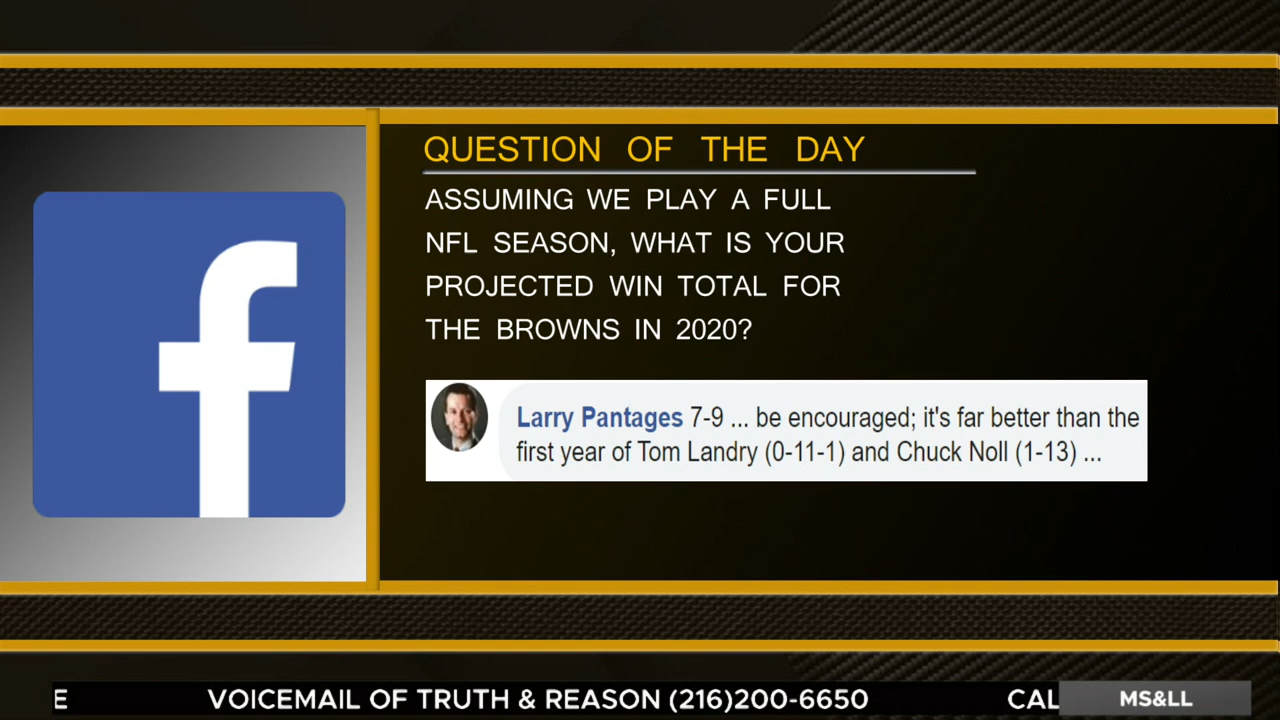 QUESTION OF THE DAY
ASSUMING WE PLAY A FULL
NFL SEASON, WHAT IS YOUR
PROJECTED WIN TOTAL FOR
THE BROWNS IN 2020?
Larry Pantages 7-9 ... be encouraged; it's far better than the
first year of Tom Landry (0-11-1) and Chuck Noll (1-13) ...
E VOICEMAIL OF TRUTH & REASON (216)200-6650 CAL MS&LL